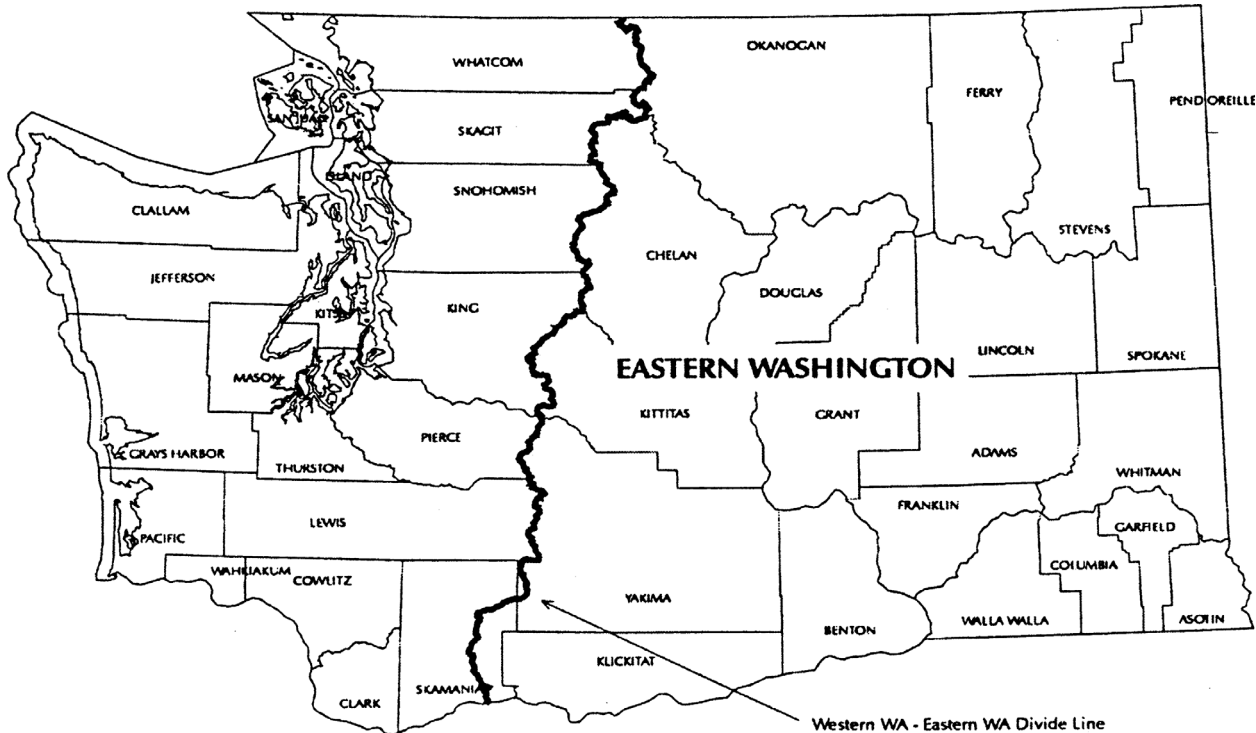 OKANOGAN
WHATCOM
FERRY
PEND OREILLE
SAN JUAN
SKAGIT
ISLAND
SNOHOMISH
CLALLAM
STEVENS
CHELAN
JEFFERSON
DOUGLAS
KING
KITSAP
LINCOLN
SPOKANE
EASTERN WASHINGTON
MASON
KITTITAS
GRANT
PIERCE
GRAYS HARBOR
THURSTON
ADAMS
WHITMAN
FRANKLIN
LEWIS
GARFIELD
PACIFIC
COLUMBIA
WAHKIAKUM
COWLITZ
YAKIMA
WALLA WALLA
ASOTIN
BENTON
KLICKITAT
SKAMANIA
CLARK
Western WA - Eastern WA Divide Line